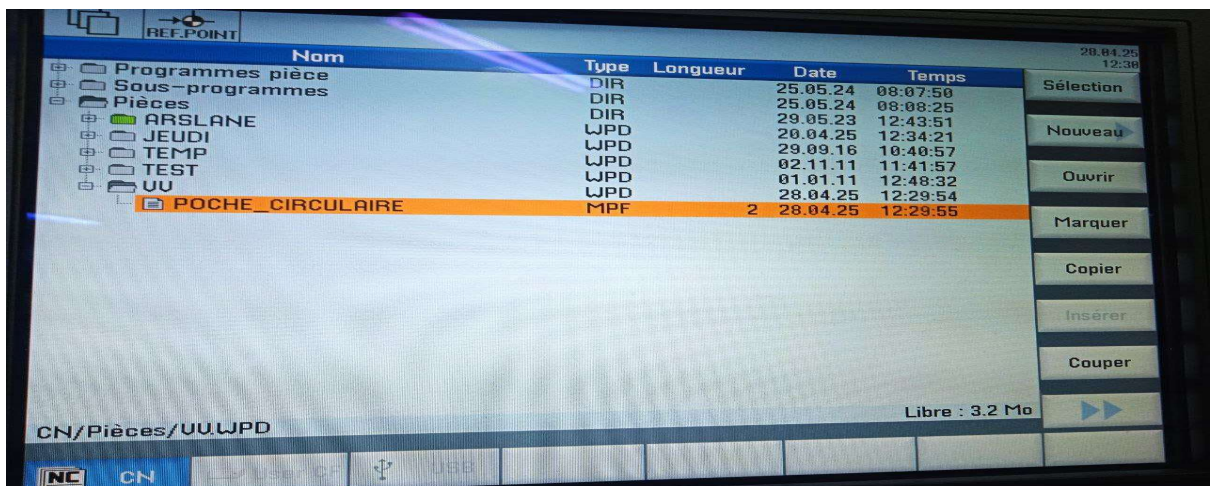 REF.POINT
28.04.25
12:30
Nom Type Longueur Date Temps
Programmes pièce DIR 25.05.24 08:07:50
Sous-programmes DIR 25.05.24 08:08:25
Pièces DIR 29.05.23 12:43:51
ARSLANE WPD 20.04.25 12:34:21
JEUDI WPD 29.09.16 10:40:57
TEMP WPD 02.11.11 11:41:57
TEST WPD 01.01.11 12:48:32
VV WPD 28.04.25 12:29:54
POCHE_CIRCULAIRE MPF 2 28.04.25 12:29:55
Sélection
Nouveau
Ouvrir
Marquer
Copier
Insérer
Couper
Libre : 3.2 Mo
CN/Pièces/VV.WPD
NC CN User CF USB